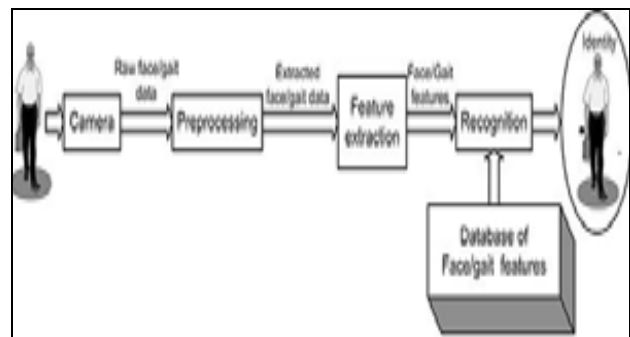 Raw face/gait
data
Extracted
face/gait data
Face/Gait
features
Identity
Camera
Preprocessing
Feature
extraction
Recognition
Database of
Face/gait features